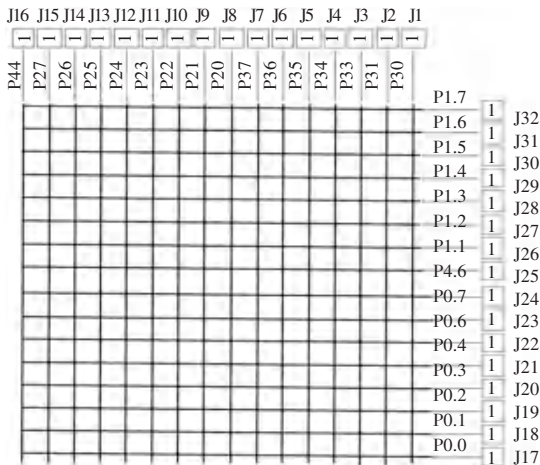 J16 J15 J14 J13 J12 J11 J10 J9 J8 J7 J6 J5 J4 J3 J2 J1
1 1 1 1 1 1 1 1 1 1 1 1 1 1 1 1
P44 P27 P26 P25 P24 P23 P22 P21 P20 P37 P36 P35 P34 P33 P31 P30
P1.7 1 J32
P1.6 1 J31
P1.5 1 J30
P1.4 1 J29
P1.3 1 J28
P1.2 1 J27
P1.1 1 J26
P4.6 1 J25
P0.7 1 J24
P0.6 1 J23
P0.4 1 J22
P0.3 1 J21
P0.2 1 J20
P0.1 1 J19
P0.0 1 J18
1 J17